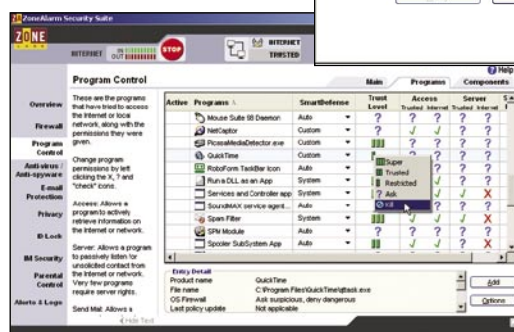 ZoneAlarm Security Suite
ZONE
LABS
INTERNET IN OUT
STOP
INTERNET
TRUSTED
Help
Program Control
Main
Programs
Components
Overview
Firewall
Program Control
Anti-virus / Anti-spyware
E-mail Protection
Privacy
ID Lock
IM Security
Parental Control
Alerts & Logs
These are the programs
that have tried to access
the Internet or local
network, along with the
permissions they were
given.
Change program
permissions by left
clicking the X, ? and
"check" icons.
Access: Allows a
program to actively
retrieve information on
the Internet or network.
Server: Allows a program
to passively listen for
unsolicited contact from
the Internet or network.
Very few programs
require server rights.
Send Mail: Allows a
Hide Text
Active Programs SmartDefense Trust Level Access Server
Trusted Internet Trusted Internet
Mouse Suite 98 Daemon Auto ? ? ? ? ?
NetCaptor Custom ?
PicasaMediaDetector.exe Custom
QuickTime Custom
RoboForm TaskBar Icon Auto
Run a DLL as an App System
Services and Controller app System
SoundMAX service agent... Auto
Spam Filter System
SPM Module Auto
Spooler SubSystem App Auto
Super
Trusted
Restricted
? Ask
Kill
Entry Detail
Product name QuickTime
File name C:\Program Files\QuickTime\qttask.exe
OS Firewall Ask suspicious, deny dangerous
Last policy update Not applicable
Add
Options